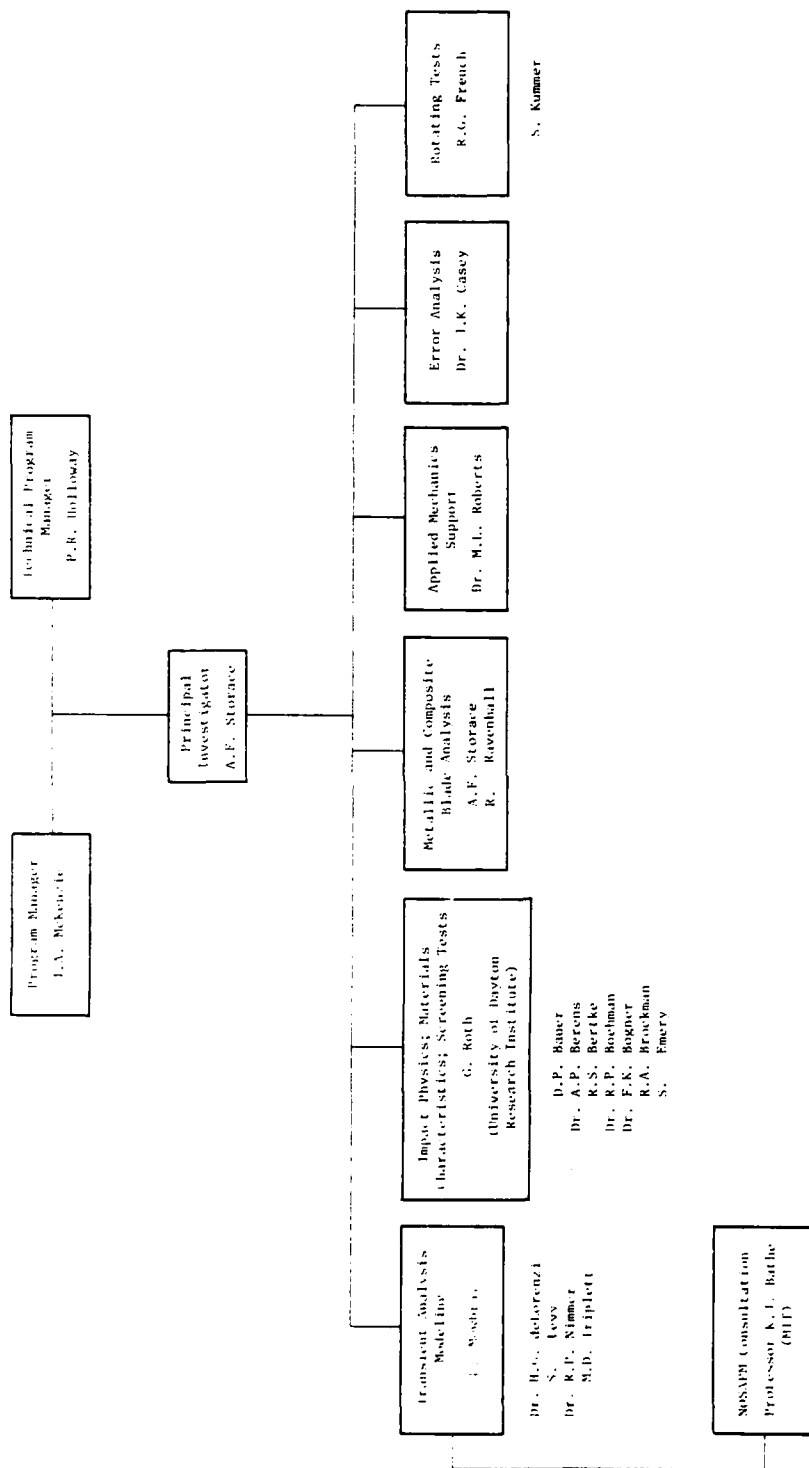 Program Manager
McKenzie
Technical Program
Manager
P.R. Holloway
Principal
Investigator
A.F. Storace
Transient Analysis
Modeling
Dr. H.G. deLorenzi
S. Levy
Dr. R.P. Nimmer
M.D. Triplett
NOSAPM Consultation
Professor K.J. Bathe
(MIT)
Impact Physics; Materials
Characteristics; Screening Tests
G. Roth
(University of Dayton
Research Institute)
D.P. Bauer
Dr. A.P. Berens
R.S. Bertke
Dr. R.P. Boehman
Dr. F.K. Bogner
R.A. Brockman
S. Emery
Metallic and Composite
Blade Analysis
A.F. Storace
R. Ravenhall
Applied Mechanics
Support
Dr. M.L. Roberts
Error Analysis
Dr. J.K. Casey
Rotating Tests
R.G. French
S. Kummer